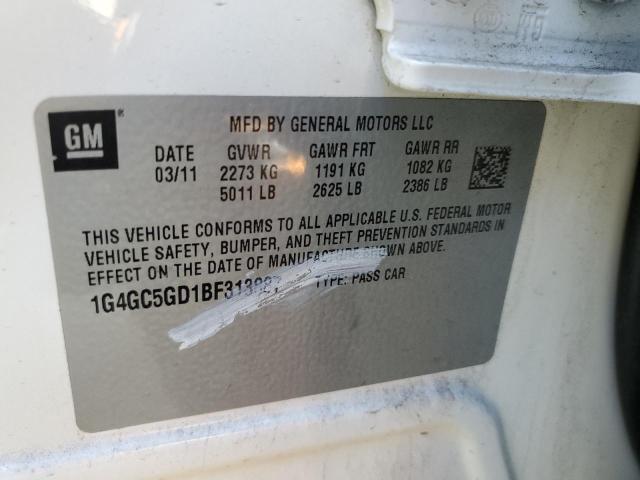 GM®
MFD BY GENERAL MOTORS LLC
DATE GVWR GAWR FRT GAWR RR
03/11 2273 KG 1191 KG 1082 KG
5011 LB 2625 LB 2386 LB
THIS VEHICLE CONFORMS TO ALL APPLICABLE U.S. FEDERAL MOTOR
VEHICLE SAFETY, BUMPER, AND THEFT PREVENTION STANDARDS IN
EFFECT ON THE DATE OF MANUFACTURE SHOWN ABOVE.
TYPE: PASS CAR